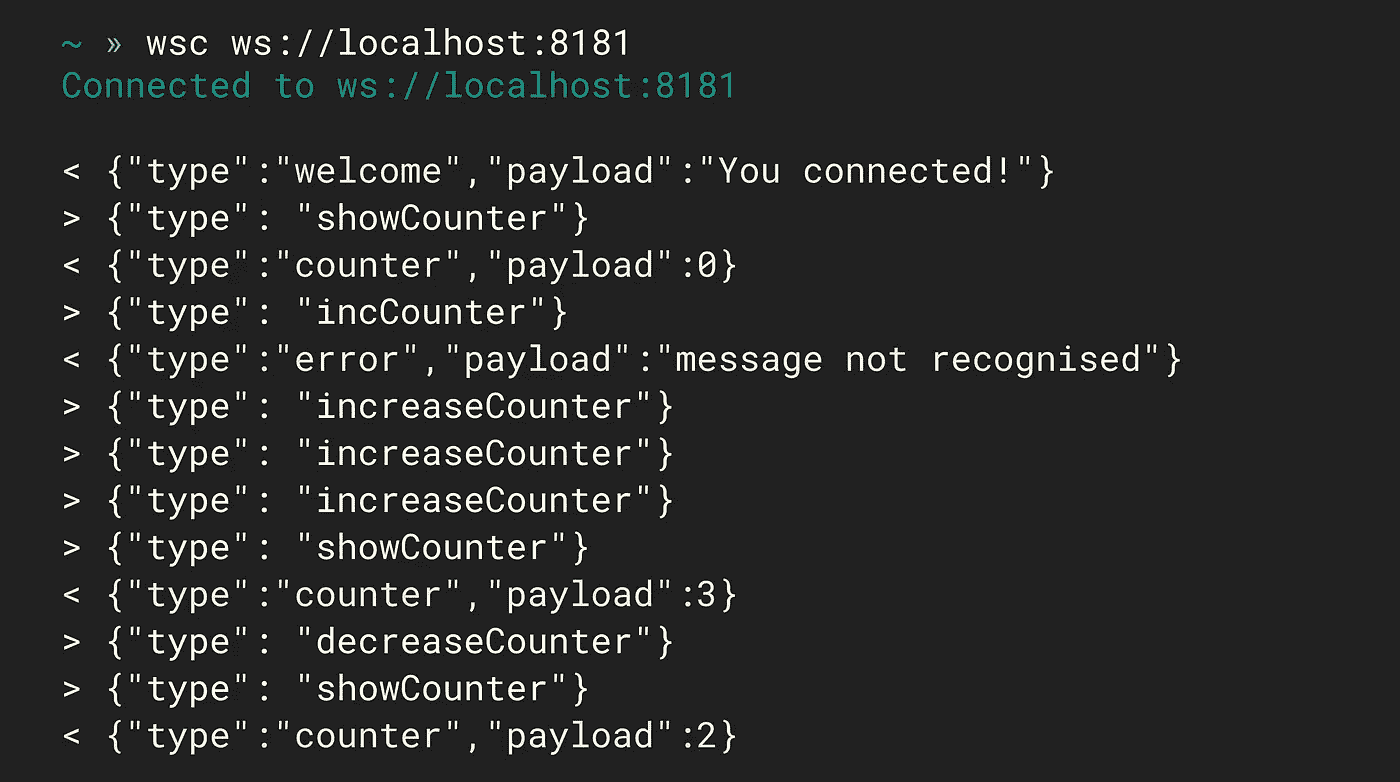 ~ » wsc ws://localhost:8181
Connected to ws://localhost:8181
< {"type":"welcome","payload":"You connected!"}
> {"type": "showCounter"}
< {"type":"counter","payload":0}
> {"type": "incCounter"}
< {"type":"error","payload":"message not recognised"}
> {"type": "increaseCounter"}
> {"type": "increaseCounter"}
> {"type": "increaseCounter"}
> {"type": "showCounter"}
< {"type":"counter","payload":3}
> {"type": "decreaseCounter"}
> {"type": "showCounter"}
< {"type":"counter","payload":2}